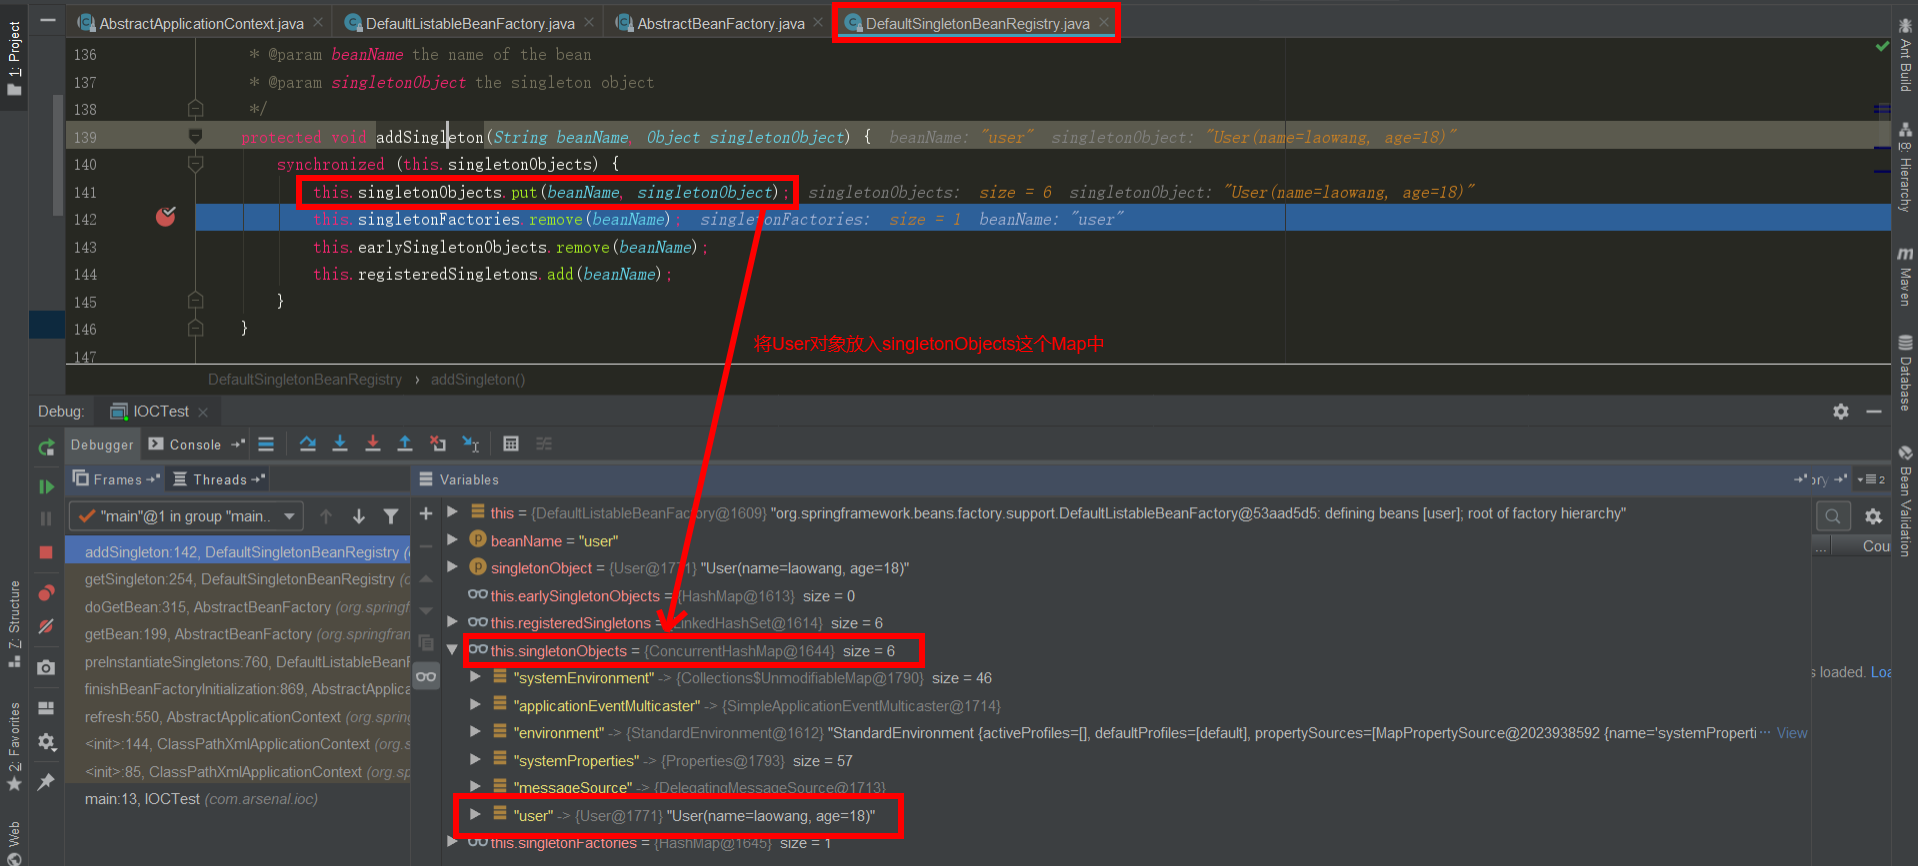 AbstractApplicationContext.java
DefaultListableBeanFactory.java
AbstractBeanFactory.java
DefaultSingletonBeanRegistry.java
1: Project
136 * @param beanName the name of the bean
137 * @param singletonObject the singleton object
138 */
139 protected void addSingleton(String beanName, Object singletonObject) { beanName: "user" singletonObject: "User(name=laowang, age=18)"
140 synchronized (this.singletonObjects) {
141 this.singletonObjects.put(beanName, singletonObject); singletonObjects: size = 6 singletonObject: "User(name=laowang, age=18)"
142 this.singletonFactories.remove(beanName); singletonFactories: size = 1 beanName: "user"
143 this.earlySingletonObjects.remove(beanName);
144 this.registeredSingletons.add(beanName);
145 }
146 }
147
将User对象放入singletonObjects这个Map中
DefaultSingletonBeanRegistry › addSingleton()
Debug: IOCTest
Debugger Console
Frames Threads
Variables
2
"main"@1 in group "main..
addSingleton:142, DefaultSingletonBeanRegistry (
getSingleton:254, DefaultSingletonBeanRegistry (
doGetBean:315, AbstractBeanFactory (org.springf
getBean:199, AbstractBeanFactory (org.springfran
preInstantiateSingletons:760, DefaultListableBeanF
finishBeanFactoryInitialization:869, AbstractApplica
refresh:550, AbstractApplicationContext (org.spring
<init>:144, ClassPathXmlApplicationContext (org.s
<init>:85, ClassPathXmlApplicationContext (org.sp
main:13, IOCTest (com.arsenal.ioc)
this = {DefaultListableBeanFactory@1609} "org.springframework.beans.factory.support.DefaultListableBeanFactory@53aad5d5: defining beans [user]; root of factory hierarchy"
beanName = "user"
singletonObject = {User@1771} "User(name=laowang, age=18)"
this.earlySingletonObjects = {HashMap@1613} size = 0
this.registeredSingletons = {LinkedHashSet@1614} size = 6
this.singletonObjects = {ConcurrentHashMap@1644} size = 6
"systemEnvironment" -> {Collections$UnmodifiableMap@1790} size = 46
"applicationEventMulticaster" -> {SimpleApplicationEventMulticaster@1714}
"environment" -> {StandardEnvironment@1612} "StandardEnvironment {activeProfiles=[], defaultProfiles=[default], propertySources=[MapPropertySource@2023938592 {name='systemProperti ... View
"systemProperties" -> {Properties@1793} size = 57
"messageSource" -> {DelegatingMessageSource@1713}
"user" -> {User@1771} "User(name=laowang, age=18)"
this.singletonFactories = {HashMap@1645} size = 1
... Cou
s loaded. Loa
Z: Structure
2: Favorites
Web
Ant Build
8: Hierarchy
Maven
Database
Bean Validation